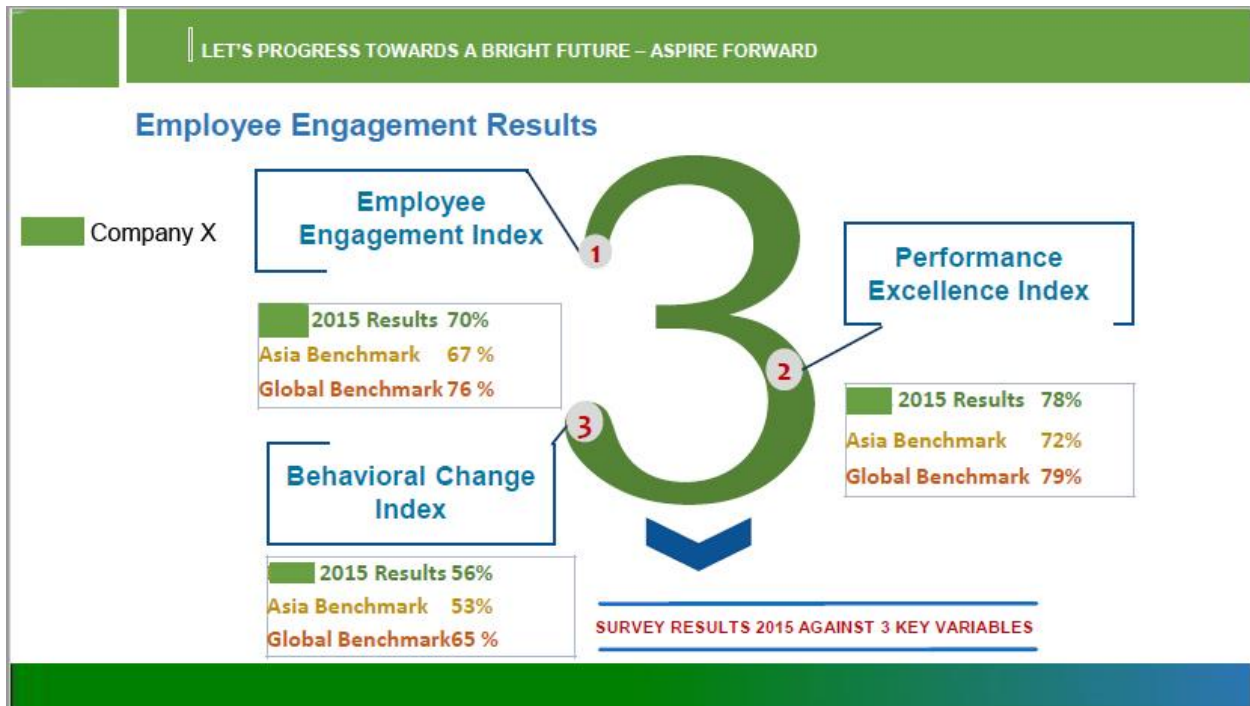 LET'S PROGRESS TOWARDS A BRIGHT FUTURE – ASPIRE FORWARD
Employee Engagement Results
Company X
Employee
Engagement Index
1
2015 Results 70%
Asia Benchmark 67 %
Global Benchmark 76 %
3
Performance
Excellence Index
2
2015 Results 78%
Asia Benchmark 72%
Global Benchmark 79%
Behavioral Change
Index
3
2015 Results 56%
Asia Benchmark 53%
Global Benchmark65 %
SURVEY RESULTS 2015 AGAINST 3 KEY VARIABLES